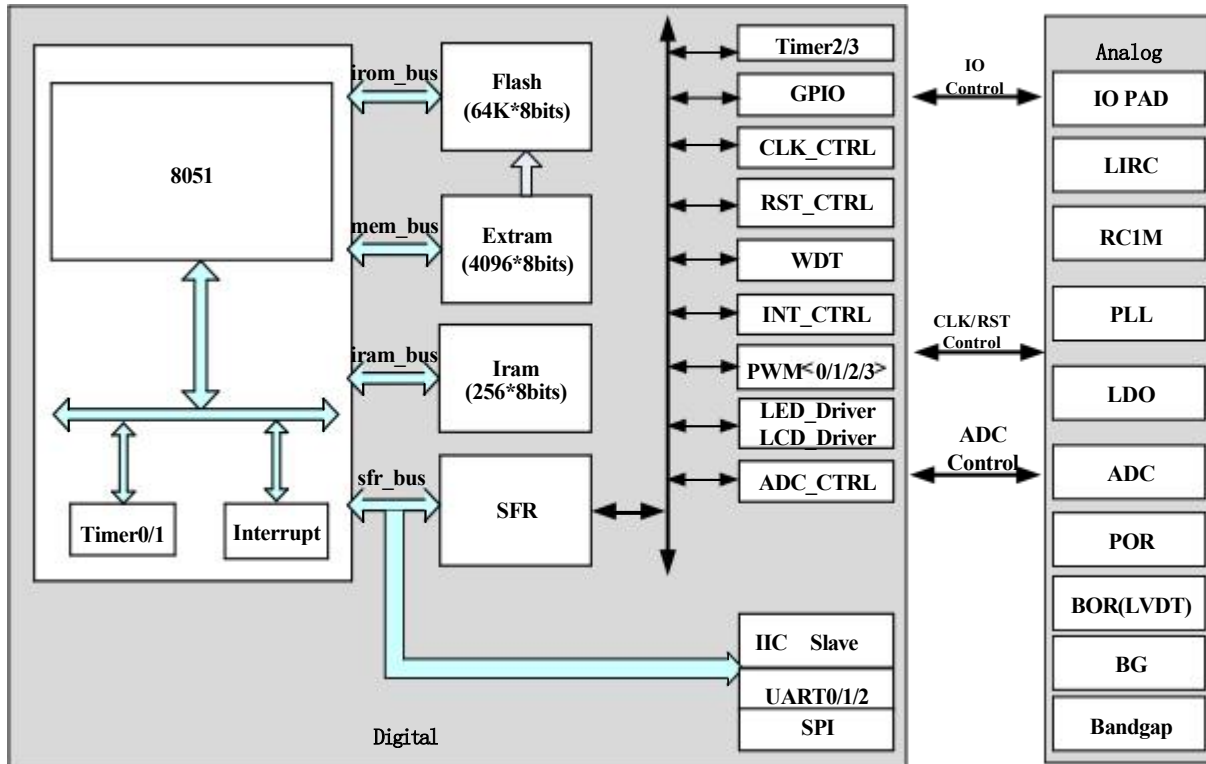 8051
Timer0/1
Interrupt
irom_bus
mem_bus
iram_bus
sfr_bus
Flash
(64K*8bits)
Extram
(4096*8bits)
Iram
(256*8bits)
SFR
Timer2/3
GPIO
CLK_CTRL
RST_CTRL
WDT
INT_CTRL
PWM<0/1/2/3>
LED_Driver
LCD_Driver
ADC_CTRL
IIC Slave
UART0/1/2
SPI
Digital
IO
Control
CLK/RST
Control
ADC
Control
Analog
IO PAD
LIRC
RC1M
PLL
LDO
ADC
POR
BOR(LVDT)
BG
Bandgap